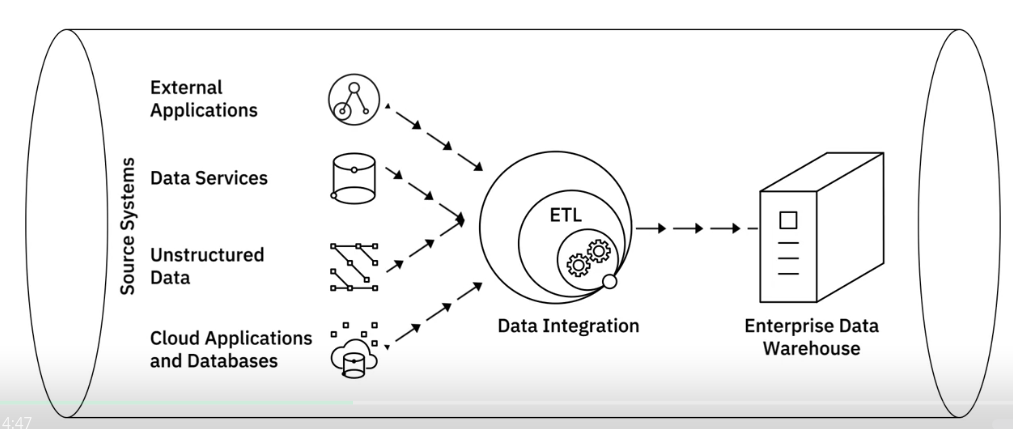 External
Applications
Source Systems
Data Services
Unstructured
Data
Cloud Applications
and Databases
ETL
Data Integration
Enterprise Data
Warehouse
4:47